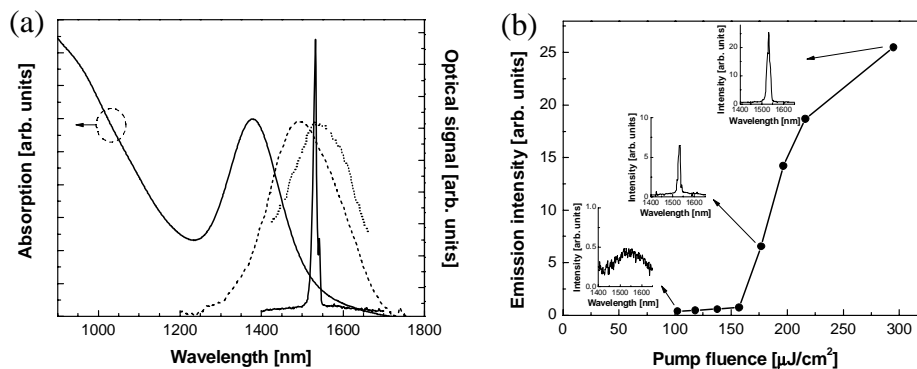 (a)
Absorption [arb. units]
Optical signal [arb. units]
1000 1200 1400 1600 1800
Wavelength [nm]
(b)
Emission intensity [arb. units]
25
20
15
10
5
0
0 50 100 150 200 250 300
Pump fluence [μJ/cm²]
Intensity [arb. units]
20
10
0
1400 1500 1600
Wavelength [nm]
Intensity [arb. units]
10
5
0
1400 1500 1600
Wavelength [nm]
Intensity [arb. units]
1.0
0.5
0.0
1400 1500 1600
Wavelength [nm]